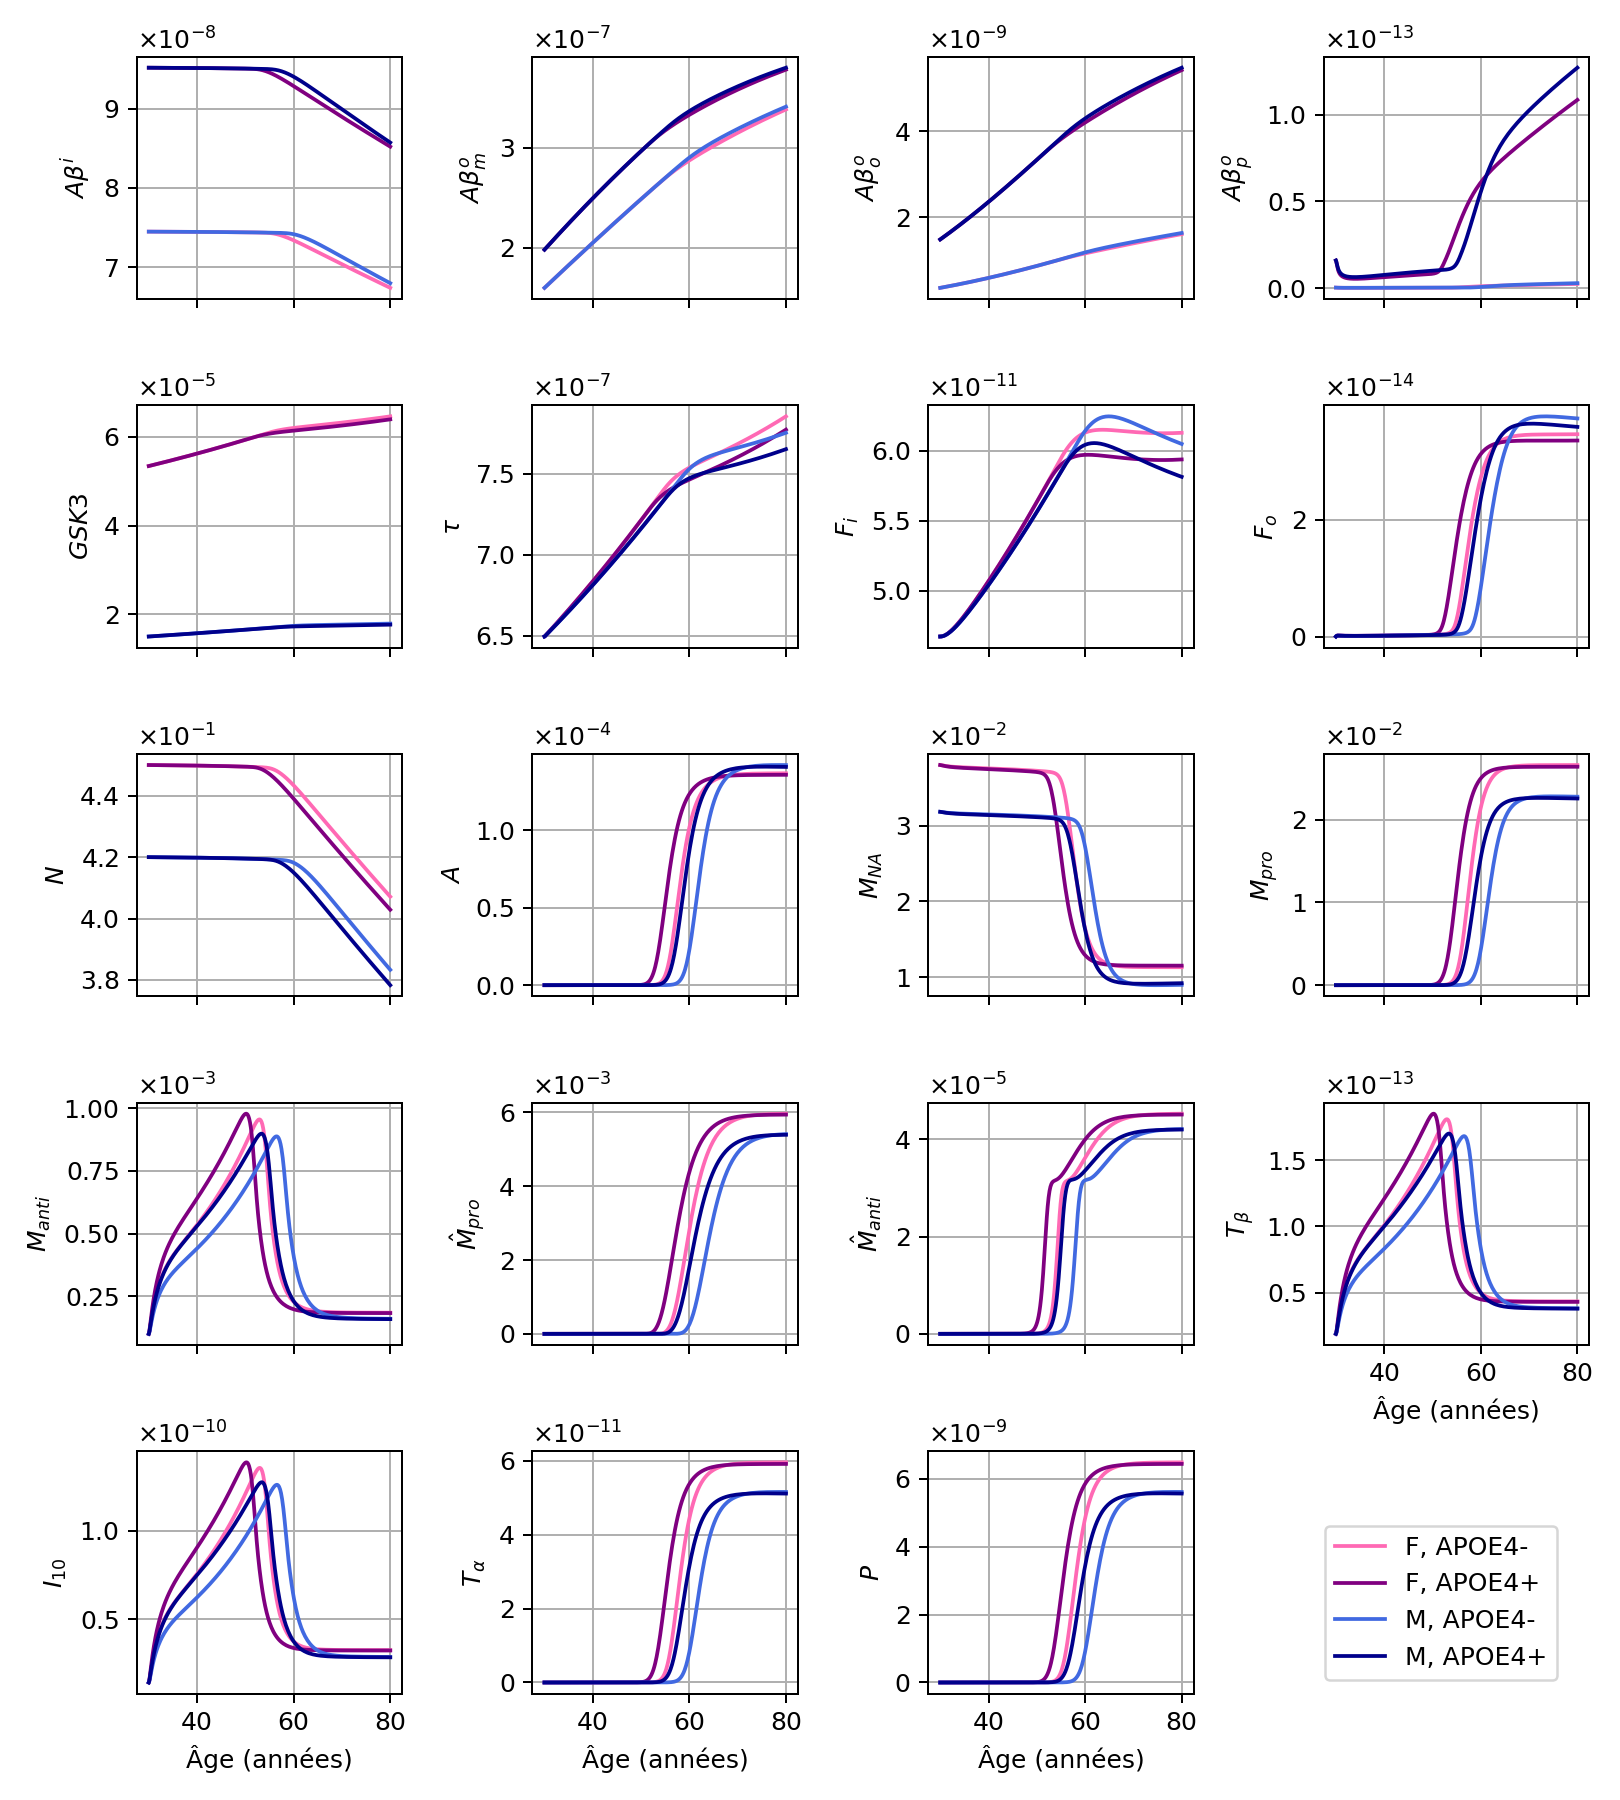 ×10⁻⁸
Aβⁱ
9
8
7
×10⁻⁷
Aβₘᵒ
3
2
×10⁻⁹
Aβₒᵒ
4
2
×10⁻¹³
Aβₚᵒ
1.0
0.5
0.0
×10⁻⁵
GSK3
6
4
2
×10⁻⁷
τ
7.5
7.0
6.5
×10⁻¹¹
Fᵢ
6.0
5.5
5.0
×10⁻¹⁴
Fₒ
2
0
×10⁻¹
N
4.4
4.2
4.0
3.8
×10⁻⁴
A
1.0
0.5
0.0
×10⁻²
M_NA
3
2
1
×10⁻²
M_pro
2
1
0
×10⁻³
M_anti
1.00
0.75
0.50
0.25
×10⁻³
M̂_pro
6
4
2
0
×10⁻⁵
M̂_anti
4
2
0
×10⁻¹³
T_β
1.5
1.0
0.5
40 60 80
Âge (années)
×10⁻¹⁰
I₁₀
1.0
0.5
40 60 80
Âge (années)
×10⁻¹¹
T_α
6
4
2
0
40 60 80
Âge (années)
×10⁻⁹
P
6
4
2
0
40 60 80
Âge (années)
F, APOE4-
F, APOE4+
M, APOE4-
M, APOE4+